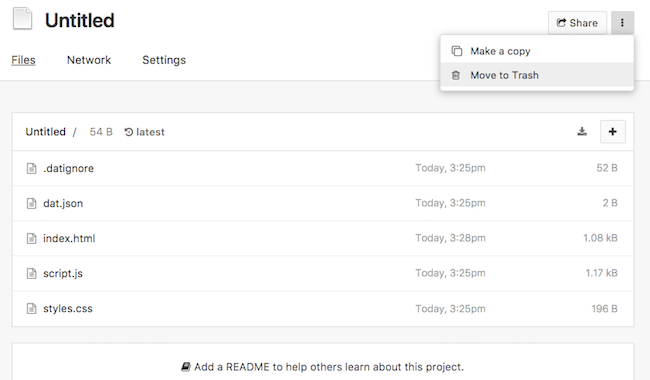 Untitled
Share
Make a copy
Move to Trash
Files Network Settings
Untitled / 54 B latest
.datignore Today, 3:25pm 52 B
dat.json Today, 3:25pm 2 B
index.html Today, 3:28pm 1.08 kB
script.js Today, 3:25pm 1.17 kB
styles.css Today, 3:25pm 196 B
Add a README to help others learn about this project.